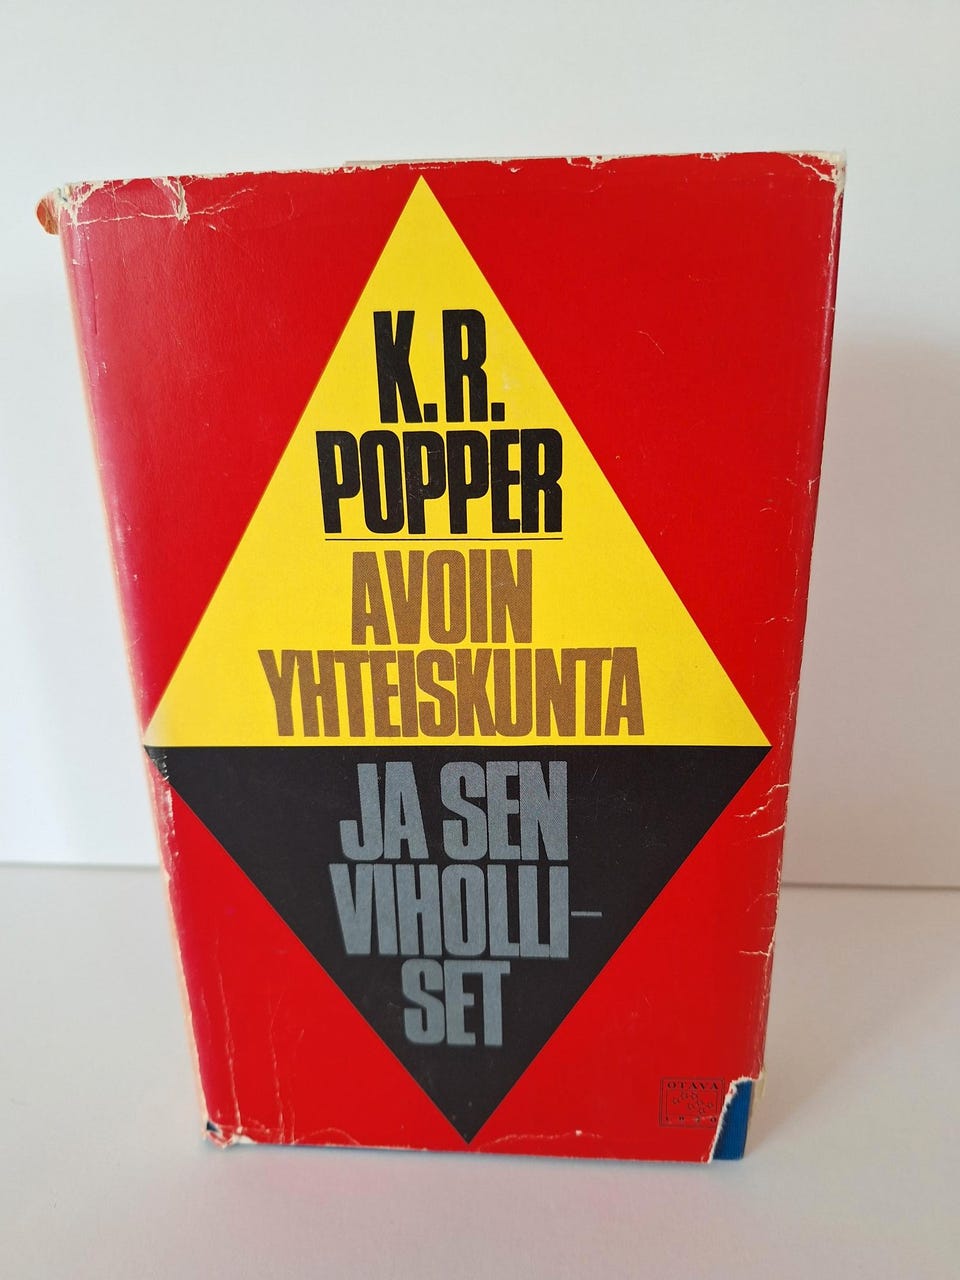 K.R.
POPPER
AVOIN
YHTEISKUNTA
JA SEN
VIHOLLI-
SET
OTAVA